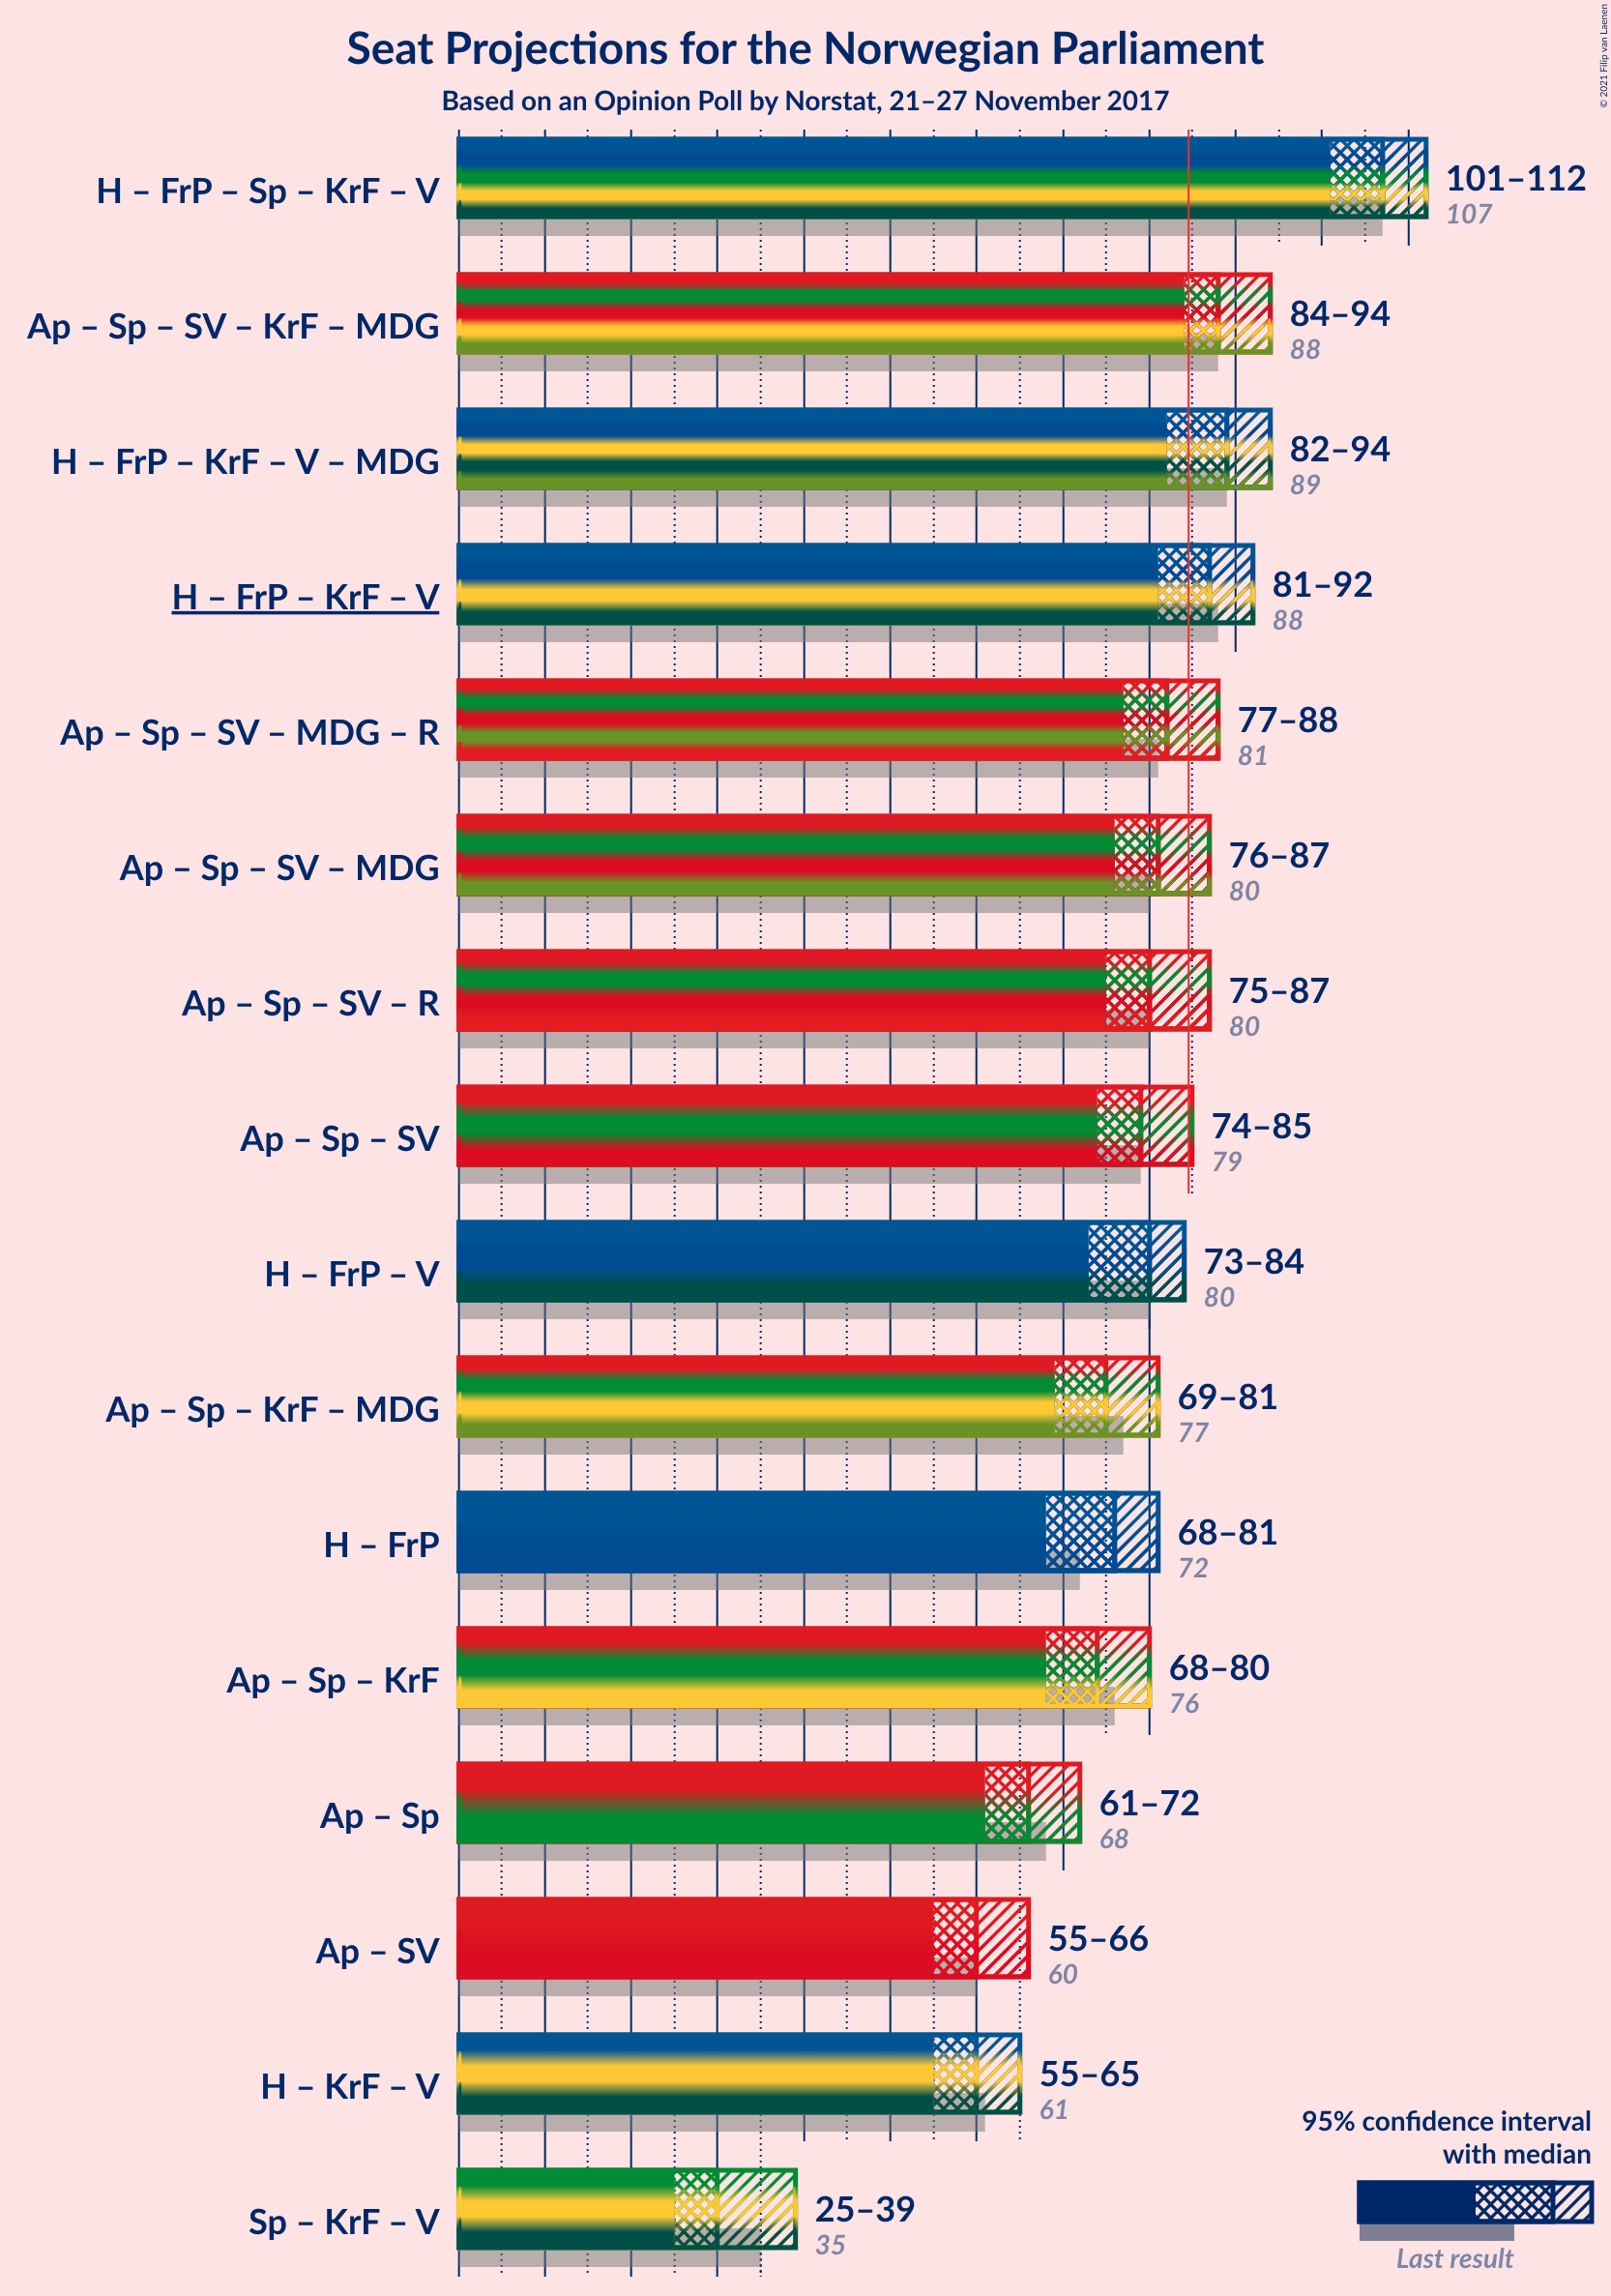 Seat Projections for the Norwegian Parliament
Based on an Opinion Poll by Norstat, 21–27 November 2017
© 2021 Filip van Laenen
H – FrP – Sp – KrF – V
101–112
107
Ap – Sp – SV – KrF – MDG
84–94
88
H – FrP – KrF – V – MDG
82–94
89
H – FrP – KrF – V
81–92
88
Ap – Sp – SV – MDG – R
77–88
81
Ap – Sp – SV – MDG
76–87
80
Ap – Sp – SV – R
75–87
80
Ap – Sp – SV
74–85
79
H – FrP – V
73–84
80
Ap – Sp – KrF – MDG
69–81
77
H – FrP
68–81
72
Ap – Sp – KrF
68–80
76
Ap – Sp
61–72
68
Ap – SV
55–66
60
H – KrF – V
55–65
61
Sp – KrF – V
25–39
35
95% confidence interval
with median
Last result